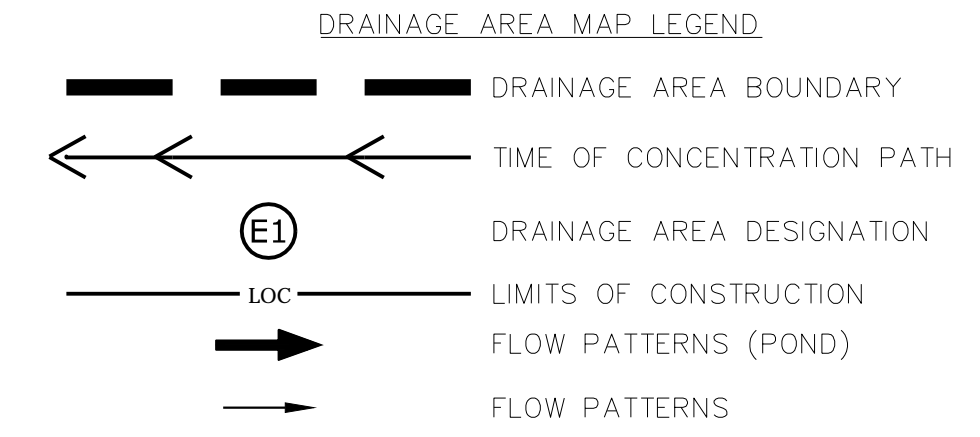 DRAINAGE AREA MAP LEGEND
DRAINAGE AREA BOUNDARY
TIME OF CONCENTRATION PATH
E1 DRAINAGE AREA DESIGNATION
LOC LIMITS OF CONSTRUCTION
FLOW PATTERNS (POND)
FLOW PATTERNS